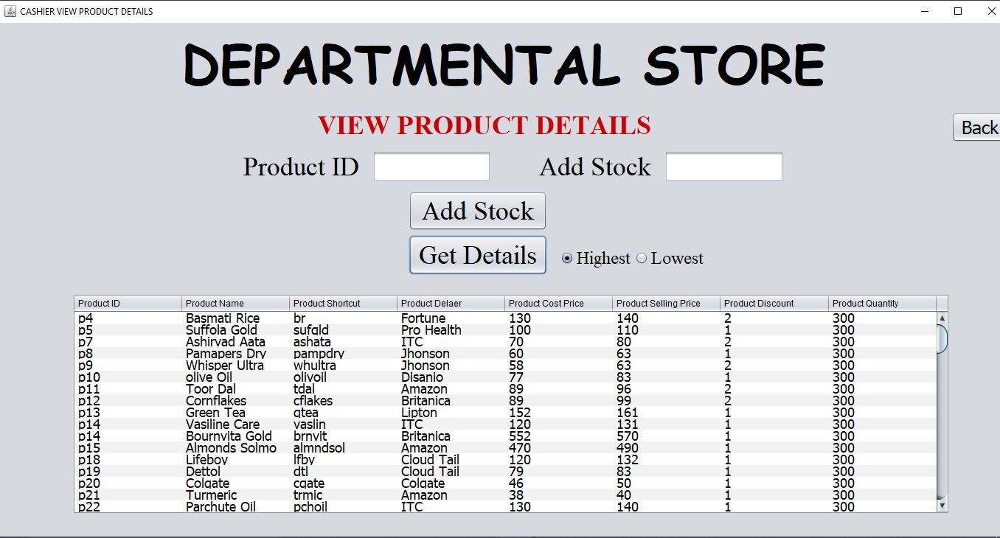 CASHIER VIEW PRODUCT DETAILS
DEPARTMENTAL STORE
VIEW PRODUCT DETAILS
Back
Product ID Add Stock
Add Stock
Get Details Highest Lowest
Product ID Product Name Product Shortcut Product Delaer Product Cost Price Product Selling Price Product Discount Product Quantity
p4 Basmati Rice br Fortune 130 140 2 300
p5 Suffola Gold sufgld Pro Health 100 110 1 300
p7 Ashirvad Aata ashata ITC 70 80 2 300
p8 Pamapers Dry pampdry Jhonson 60 63 1 300
p9 Whisper Ultra whultra Jhonson 58 63 2 300
p10 olive Oil olivoil Disanio 77 83 1 300
p11 Toor Dal tdal Amazon 89 96 2 300
p12 Cornflakes cflakes Britanica 89 99 2 300
p13 Green Tea gtea Lipton 152 161 1 300
p14 Vasiline Care vaslin ITC 120 131 1 300
p14 Bournvita Gold brnvit Britanica 552 570 1 300
p15 Almonds Solmo almndsol Amazon 470 490 1 300
p18 Lifeboy lfby Cloud Tail 120 132 1 300
p19 Dettol dtl Cloud Tail 79 83 1 300
p20 Colgate cgate Colgate 46 50 1 300
p21 Turmeric trmic Amazon 38 40 1 300
p22 Parchute Oil pchoil ITC 130 140 1 300